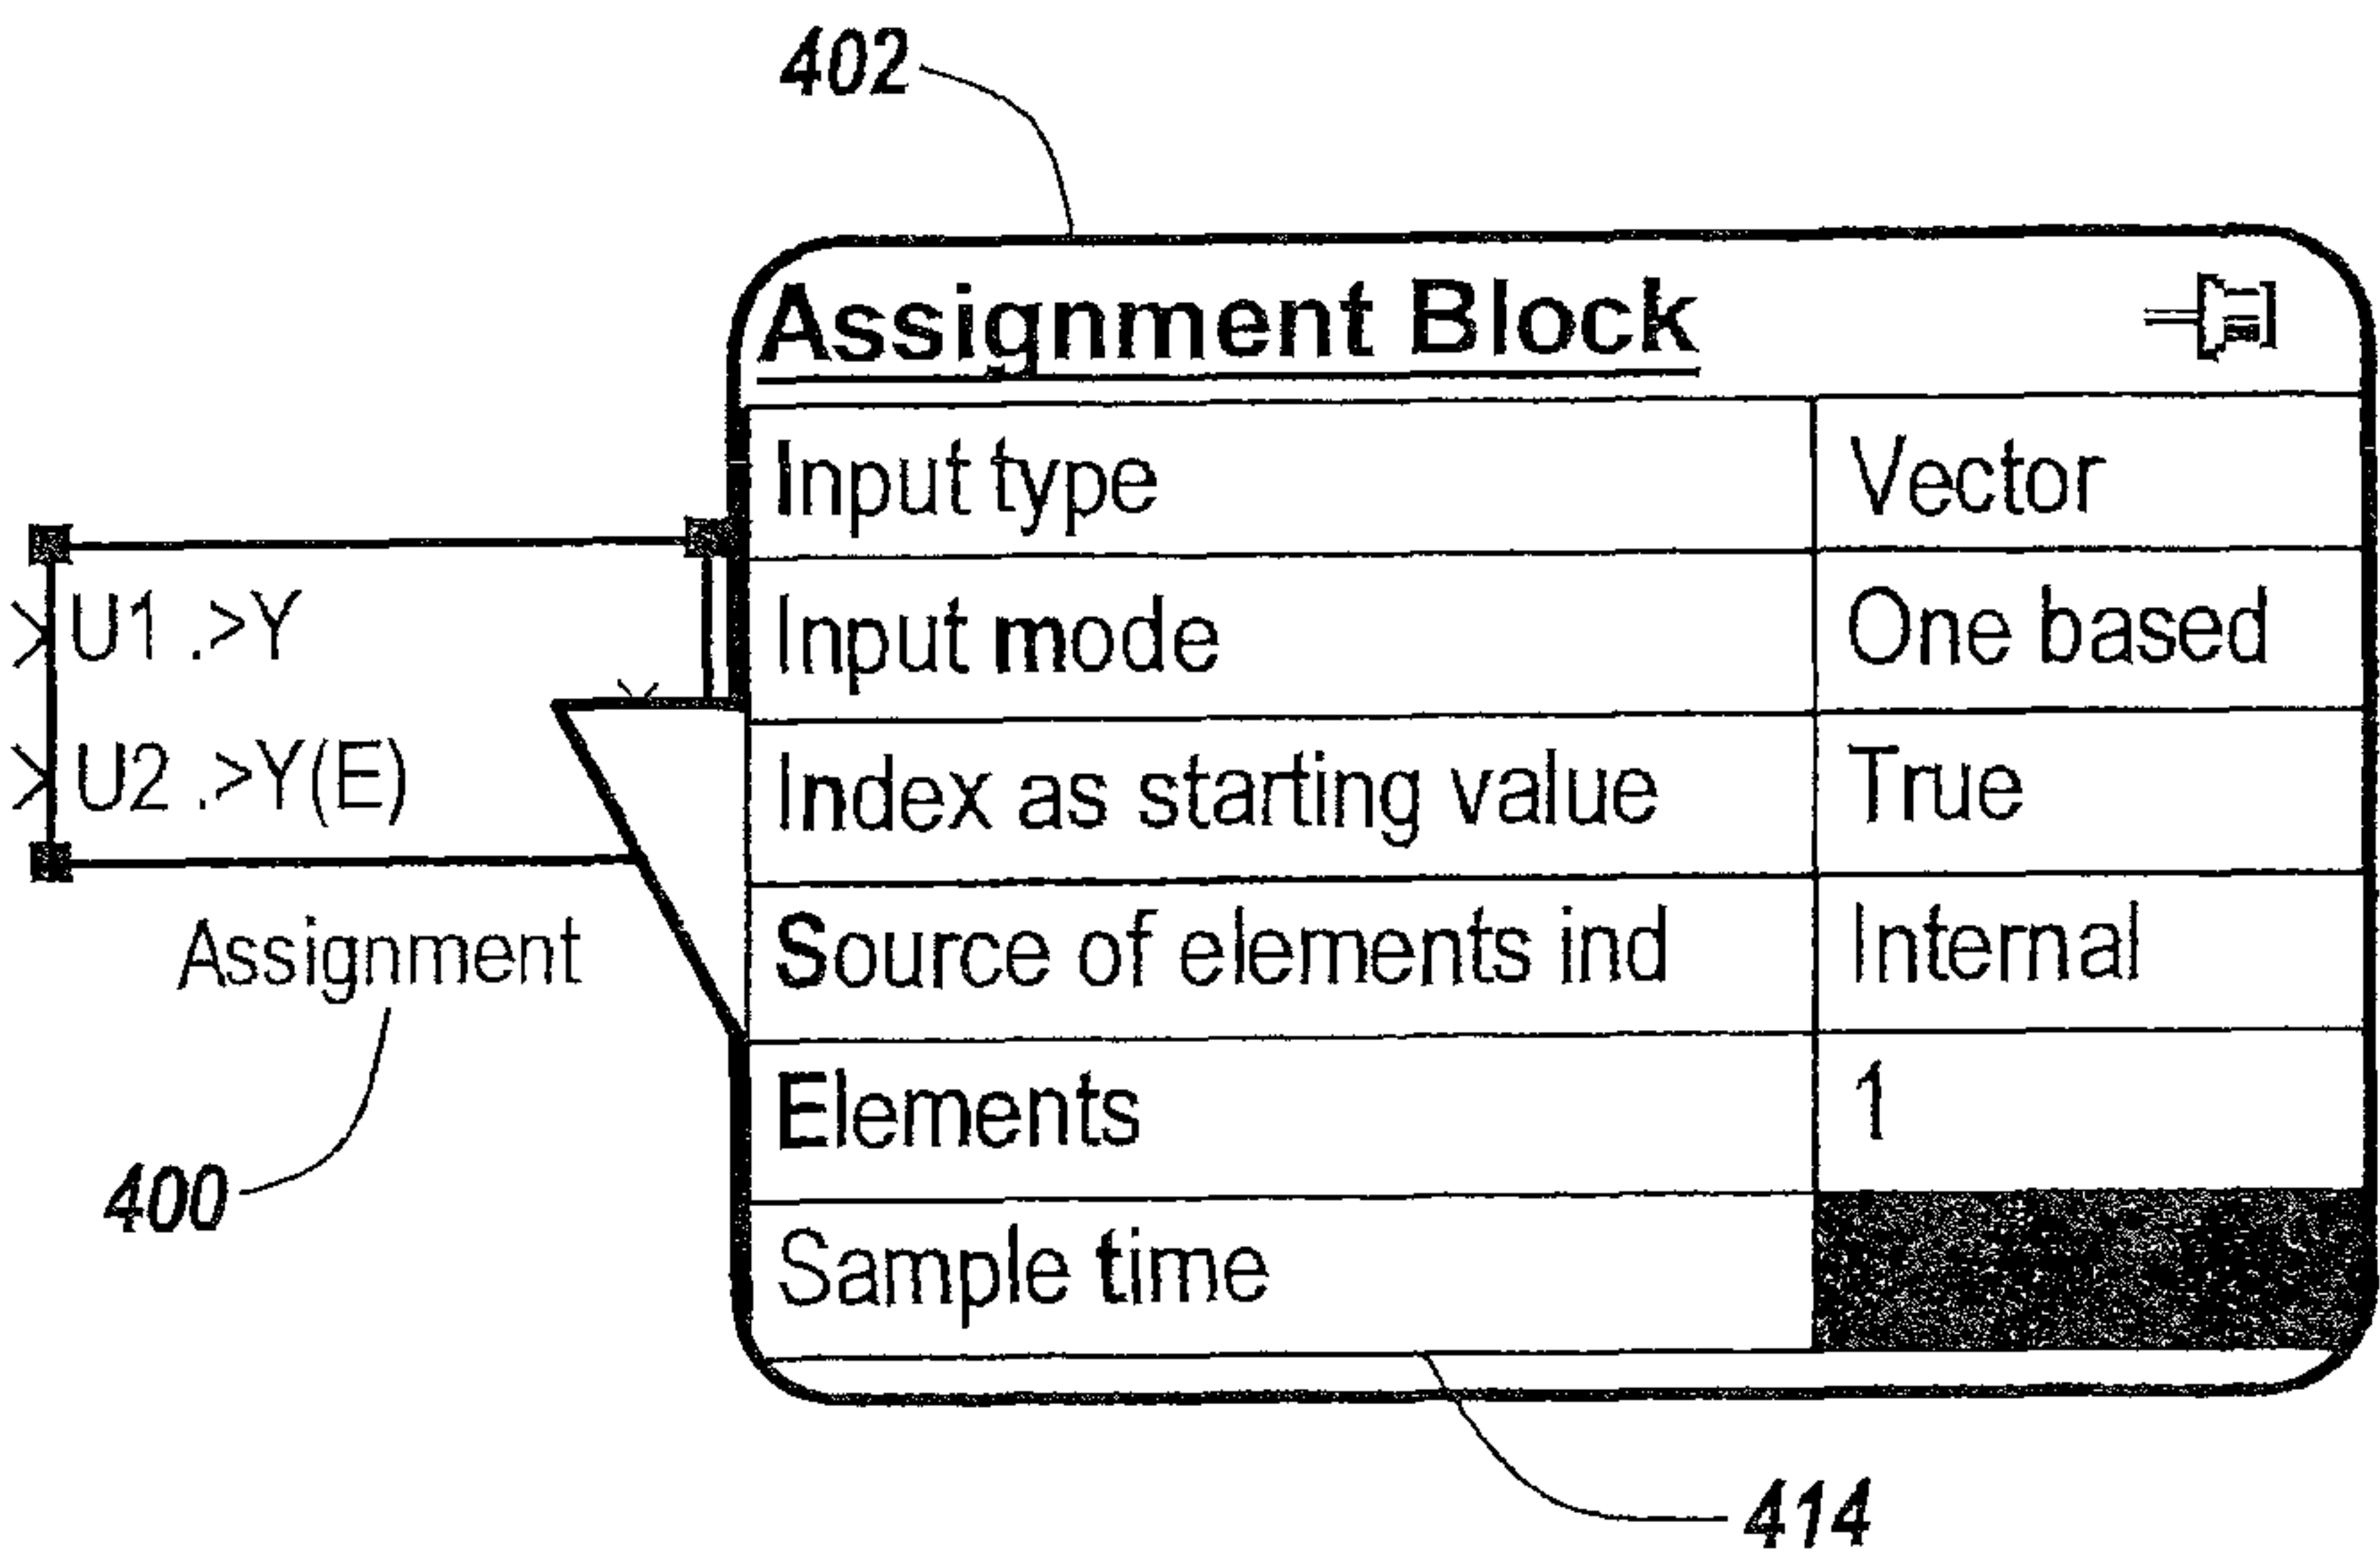 402
Assignment Block
Input type Vector
Input mode One based
Index as starting value True
Source of elements ind Internal
Elements 1
Sample time
U1 .>Y
U2 .>Y(E)
Assignment
400
414